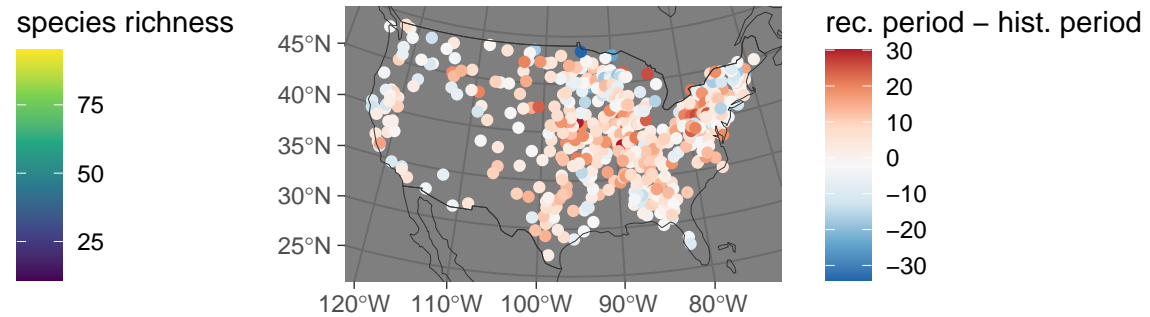 species richness
75
50
25
45°N
40°N
35°N
30°N
25°N
120°W 110°W 100°W 90°W 80°W
rec. period – hist. period
30
20
10
0
−10
−20
−30